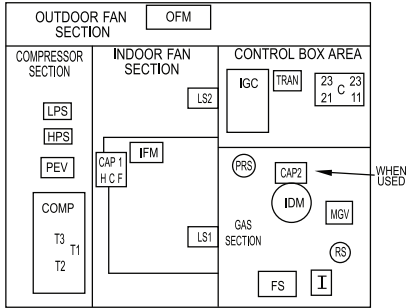 OUTDOOR FAN
SECTION
OFM
COMPRESSOR
SECTION
LPS
HPS
PEV
COMP
T3
T1
T2
INDOOR FAN
SECTION
LS2
IFM
CAP 1
H C F
LS1
CONTROL BOX AREA
IGC
TRAN
23 C 23
21 11
PRS
CAP2
WHEN
USED
IDM
MGV
GAS
SECTION
RS
FS
I